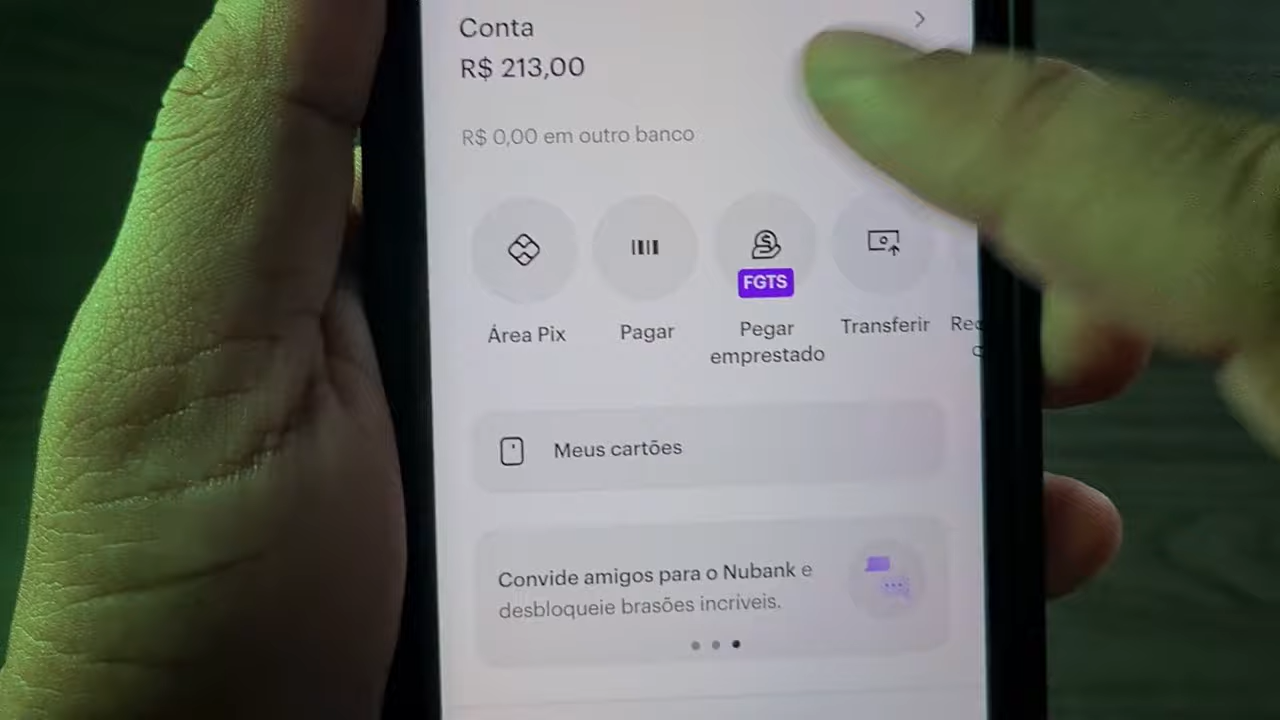 Conta
R$ 213,00
R$ 0,00 em outro banco
FGTS
Área Pix
Pagar
Pegar
emprestado
Transferir
Meus cartões
Convide amigos para o Nubank e
desbloqueie brasões incriveis.